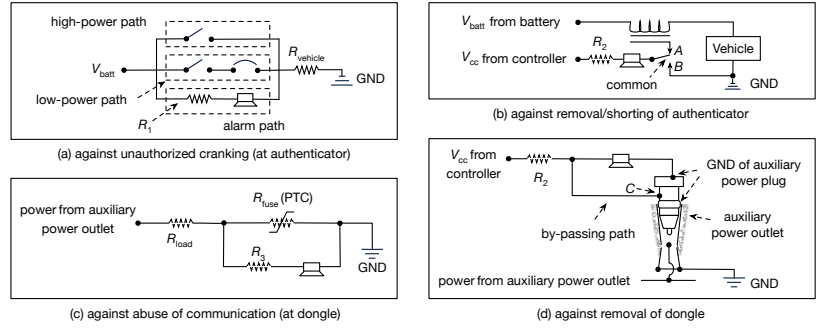 high-power path
V_batt
R_vehicle
GND
low-power path
R_1
alarm path
(a) against unauthorized cranking (at authenticator)
V_batt from battery
V_cc from controller
R_2
A
B
common
Vehicle
GND
(b) against removal/shorting of authenticator
power from auxiliary
power outlet
R_load
R_fuse (PTC)
R_3
GND
(c) against abuse of communication (at dongle)
V_cc from
controller
R_2
C
GND of auxiliary
power plug
auxiliary
power outlet
by-passing path
power from auxiliary power outlet
GND
(d) against removal of dongle